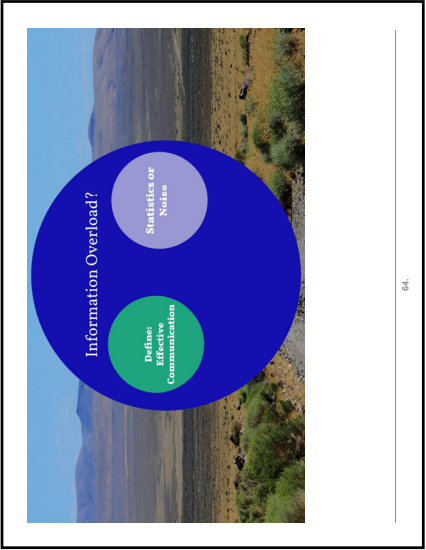 Information Overload?
Define:
Effective
Communication
Statistics or
Noise
64.